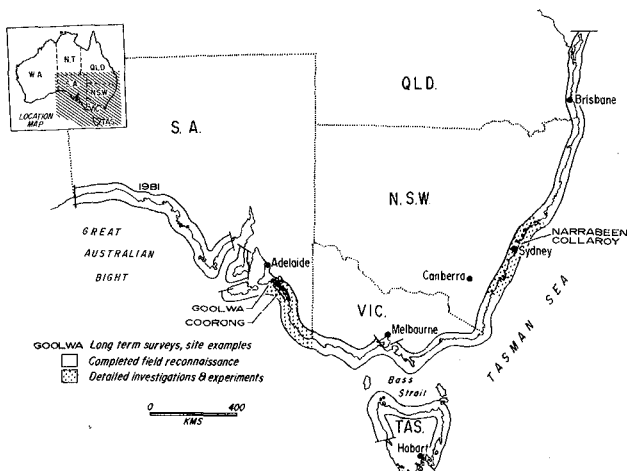 W A
N.T
QLD.
S.A.
N.S.W.
VIC.
TAS.
LOCATION
MAP
QLD.
Brisbane
S. A.
1981
N. S. W
NARRABEEN
COLLAROY
Sydney
GREAT
AUSTRALIAN
BIGHT
Adelaide
Canberra
GOOLWA
COORONG
VIC.
Melbourne
TASMAN SEA
GOOLWA Long term surveys, site examples
Completed field reconnaissance
Detailed investigations & experiments
Bass
Strait
0 400
KMS
TAS.
Hobart